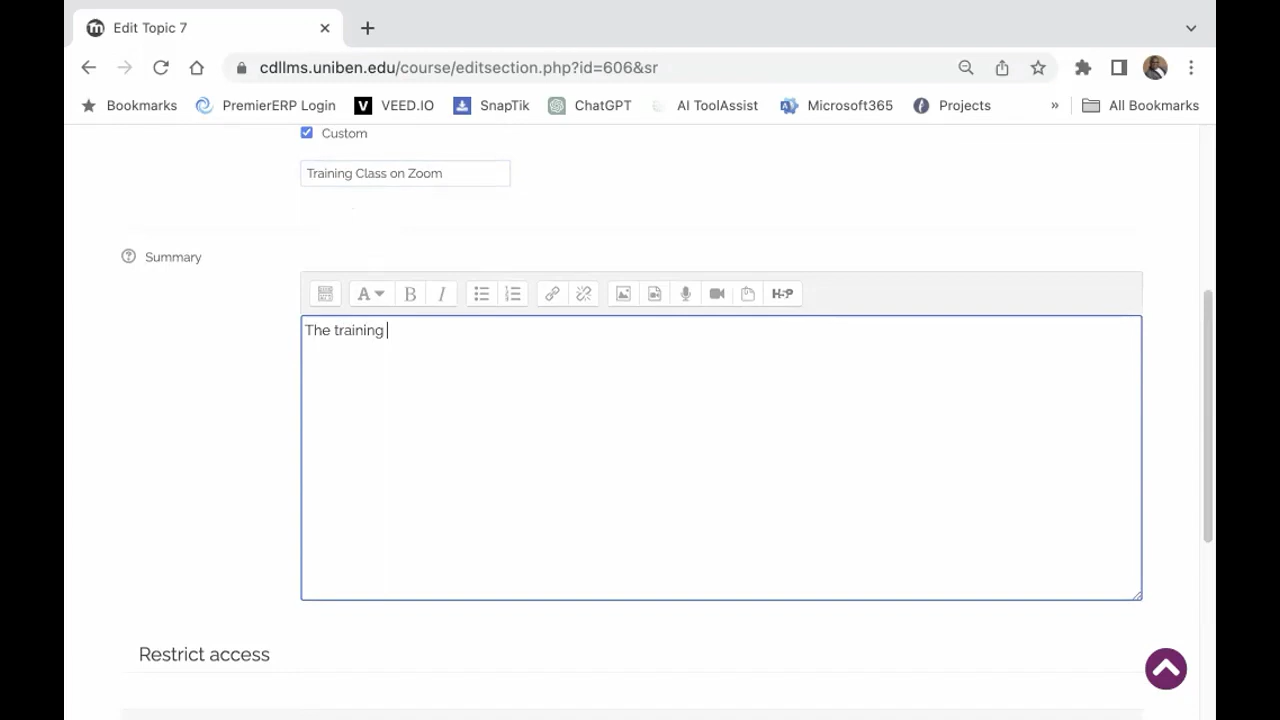 Edit Topic 7
cdllms.uniben.edu/course/editsection.php?id=606&sr
Bookmarks PremierERP Login V VEED.IO SnapTik ChatGPT AI ToolAssist Microsoft365 Projects » All Bookmarks
Custom
Training Class on Zoom
Summary
A B I H-P
The training
Restrict access